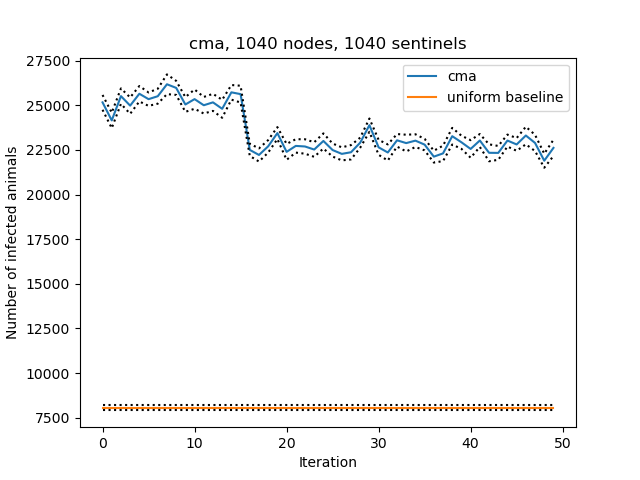 cma, 1040 nodes, 1040 sentinels
cma
uniform baseline
Number of infected animals
27500
25000
22500
20000
17500
15000
12500
10000
7500
0 10 20 30 40 50
Iteration